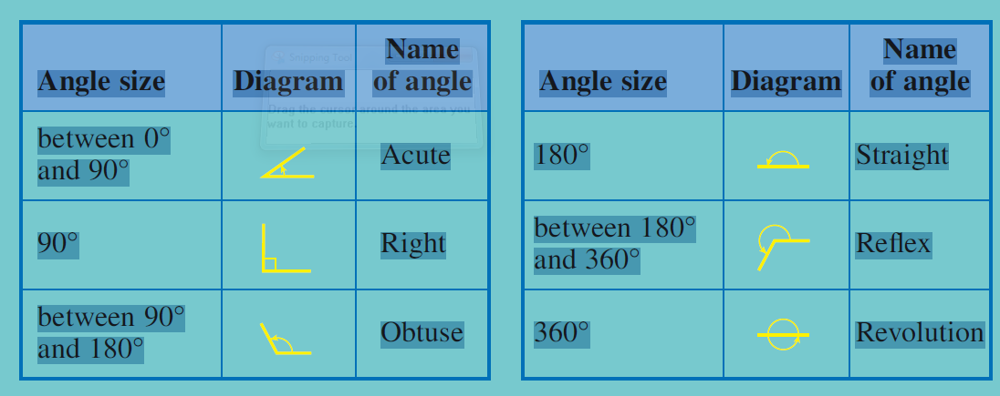 Angle size
Diagram
Name
of angle
Snipping Tool
Drag the cursor around the area you
want to capture.
between 0°
and 90°
Acute
90°
Right
between 90°
and 180°
Obtuse
Angle size
Diagram
Name
of angle
180°
Straight
between 180°
and 360°
Reflex
360°
Revolution